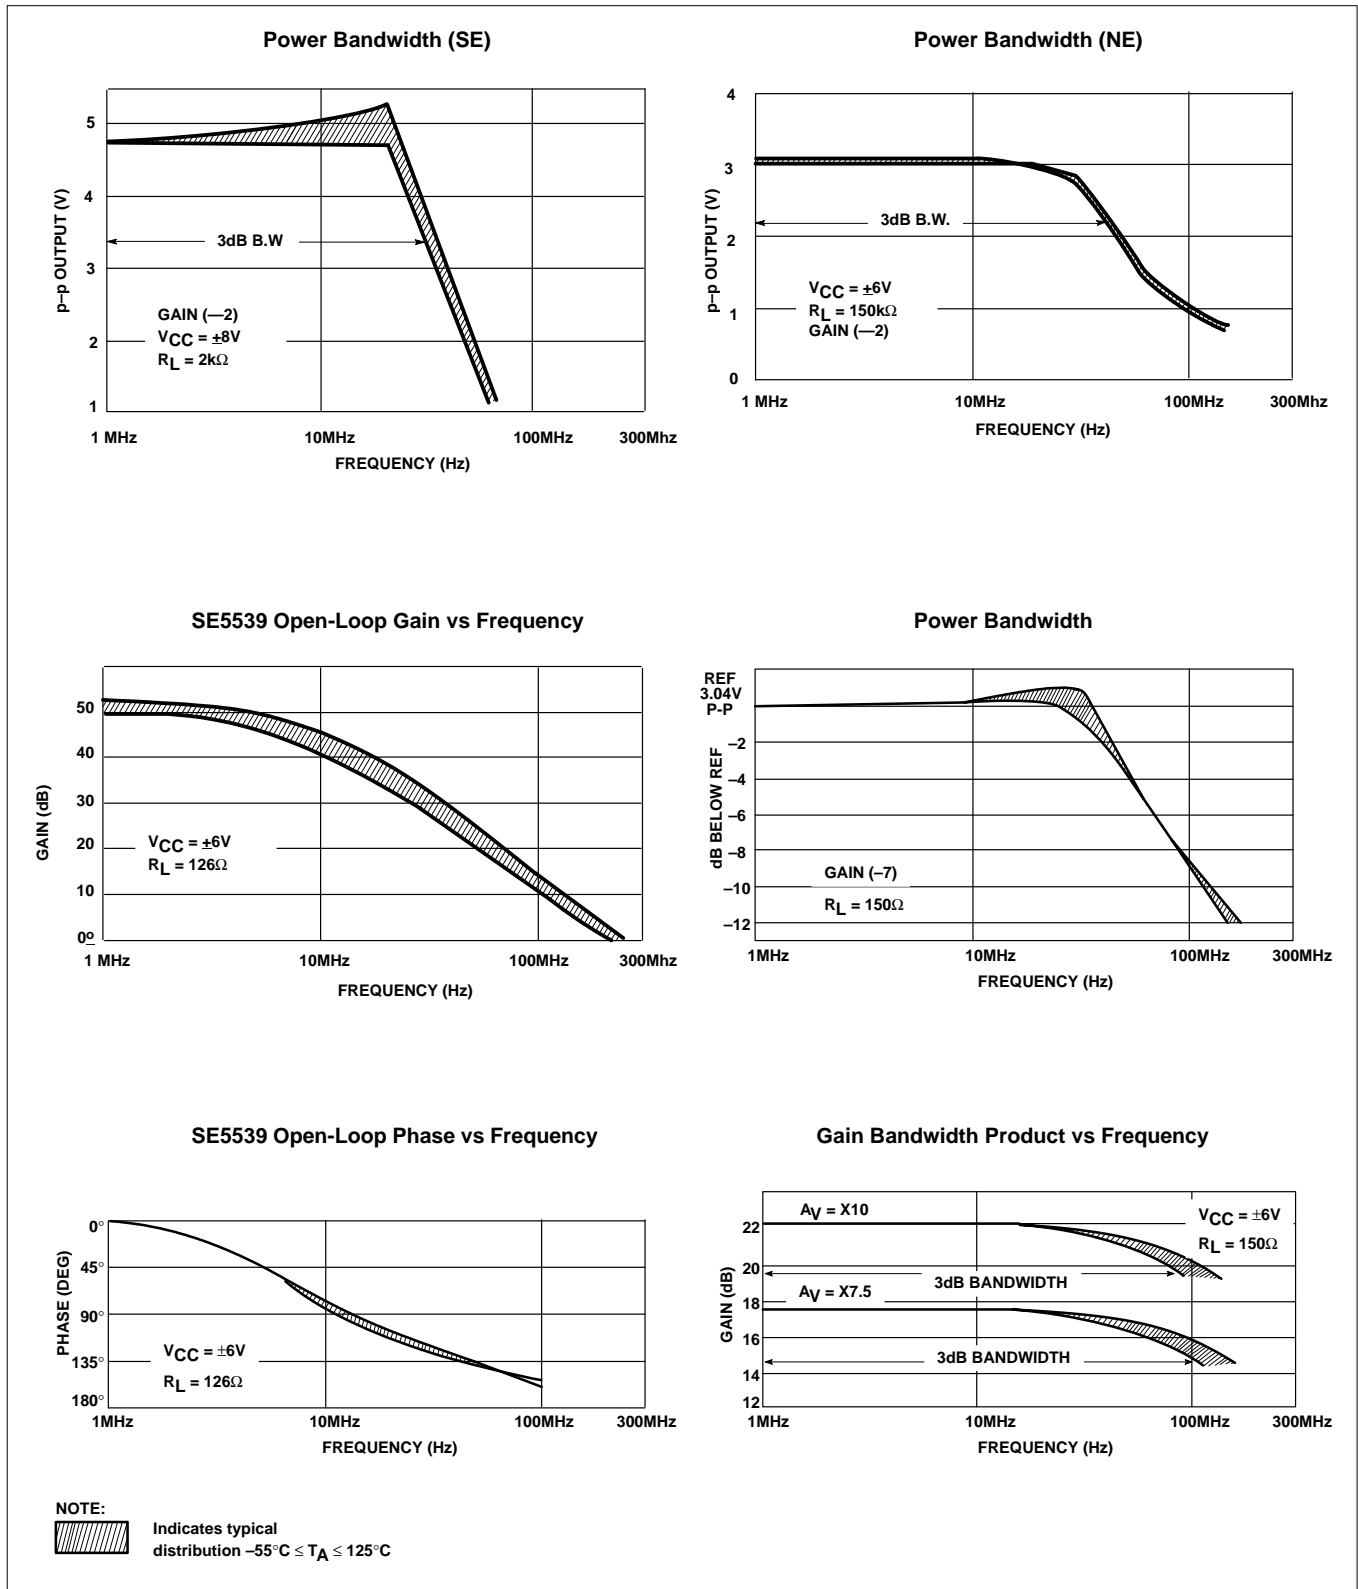 Power Bandwidth (SE)
5
4
3
2
1
p–p OUTPUT (V)
3dB B.W
GAIN (—2)
VCC = ±8V
RL = 2kΩ
1 MHz 10MHz 100MHz 300Mhz
FREQUENCY (Hz)
Power Bandwidth (NE)
4
3
2
1
0
p–p OUTPUT (V)
3dB B.W.
VCC = ±6V
RL = 150kΩ
GAIN (—2)
1 MHz 10MHz 100MHz 300Mhz
FREQUENCY (Hz)
SE5539 Open-Loop Gain vs Frequency
50
40
30
20
10
0º
GAIN (dB)
VCC = ±6V
RL = 126Ω
1 MHz 10MHz 100MHz 300Mhz
FREQUENCY (Hz)
Power Bandwidth
REF
3.04V
P-P
–2
–4
–6
–8
–10
–12
dB BELOW REF
GAIN (–7)
RL = 150Ω
1MHz 10MHz 100MHz 300MHz
FREQUENCY (Hz)
SE5539 Open-Loop Phase vs Frequency
0°
45°
90°
135°
180°
PHASE (DEG)
VCC = ±6V
RL = 126Ω
1MHz 10MHz 100MHz 300MHz
FREQUENCY (Hz)
Gain Bandwidth Product vs Frequency
22
20
18
16
14
12
GAIN (dB)
AV = X10
VCC = ±6V
RL = 150Ω
3dB BANDWIDTH
AV = X7.5
3dB BANDWIDTH
1MHz 10MHz 100MHz 300MHz
FREQUENCY (Hz)
NOTE:
Indicates typical
distribution –55°C ≤ TA ≤ 125°C